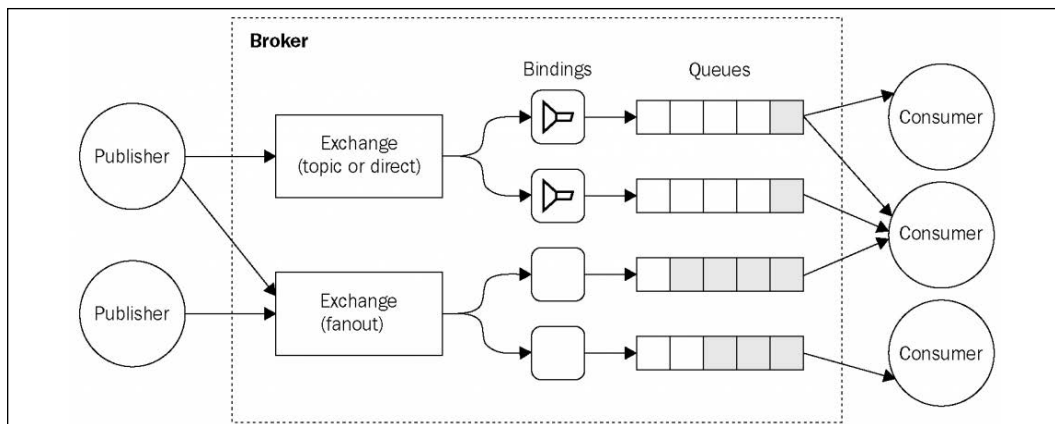 Broker
Bindings
Queues
Publisher
Exchange
(topic or direct)
Consumer
Consumer
Publisher
Exchange
(fanout)
Consumer